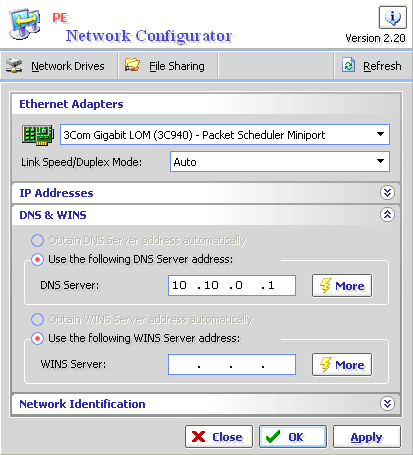 PE
Network Configurator
Version 2.20
Network Drives File Sharing Refresh
Ethernet Adapters
3Com Gigabit LOM (3C940) - Packet Scheduler Miniport
Link Speed/Duplex Mode: Auto
IP Addresses
DNS & WINS
Obtain DNS Server address automatically
Use the following DNS Server address:
DNS Server: 10 .10 .0 .1 More
Obtain WINS Server address automatically
Use the following WINS Server address:
WINS Server: . . . More
Network Identification
Close OK Apply